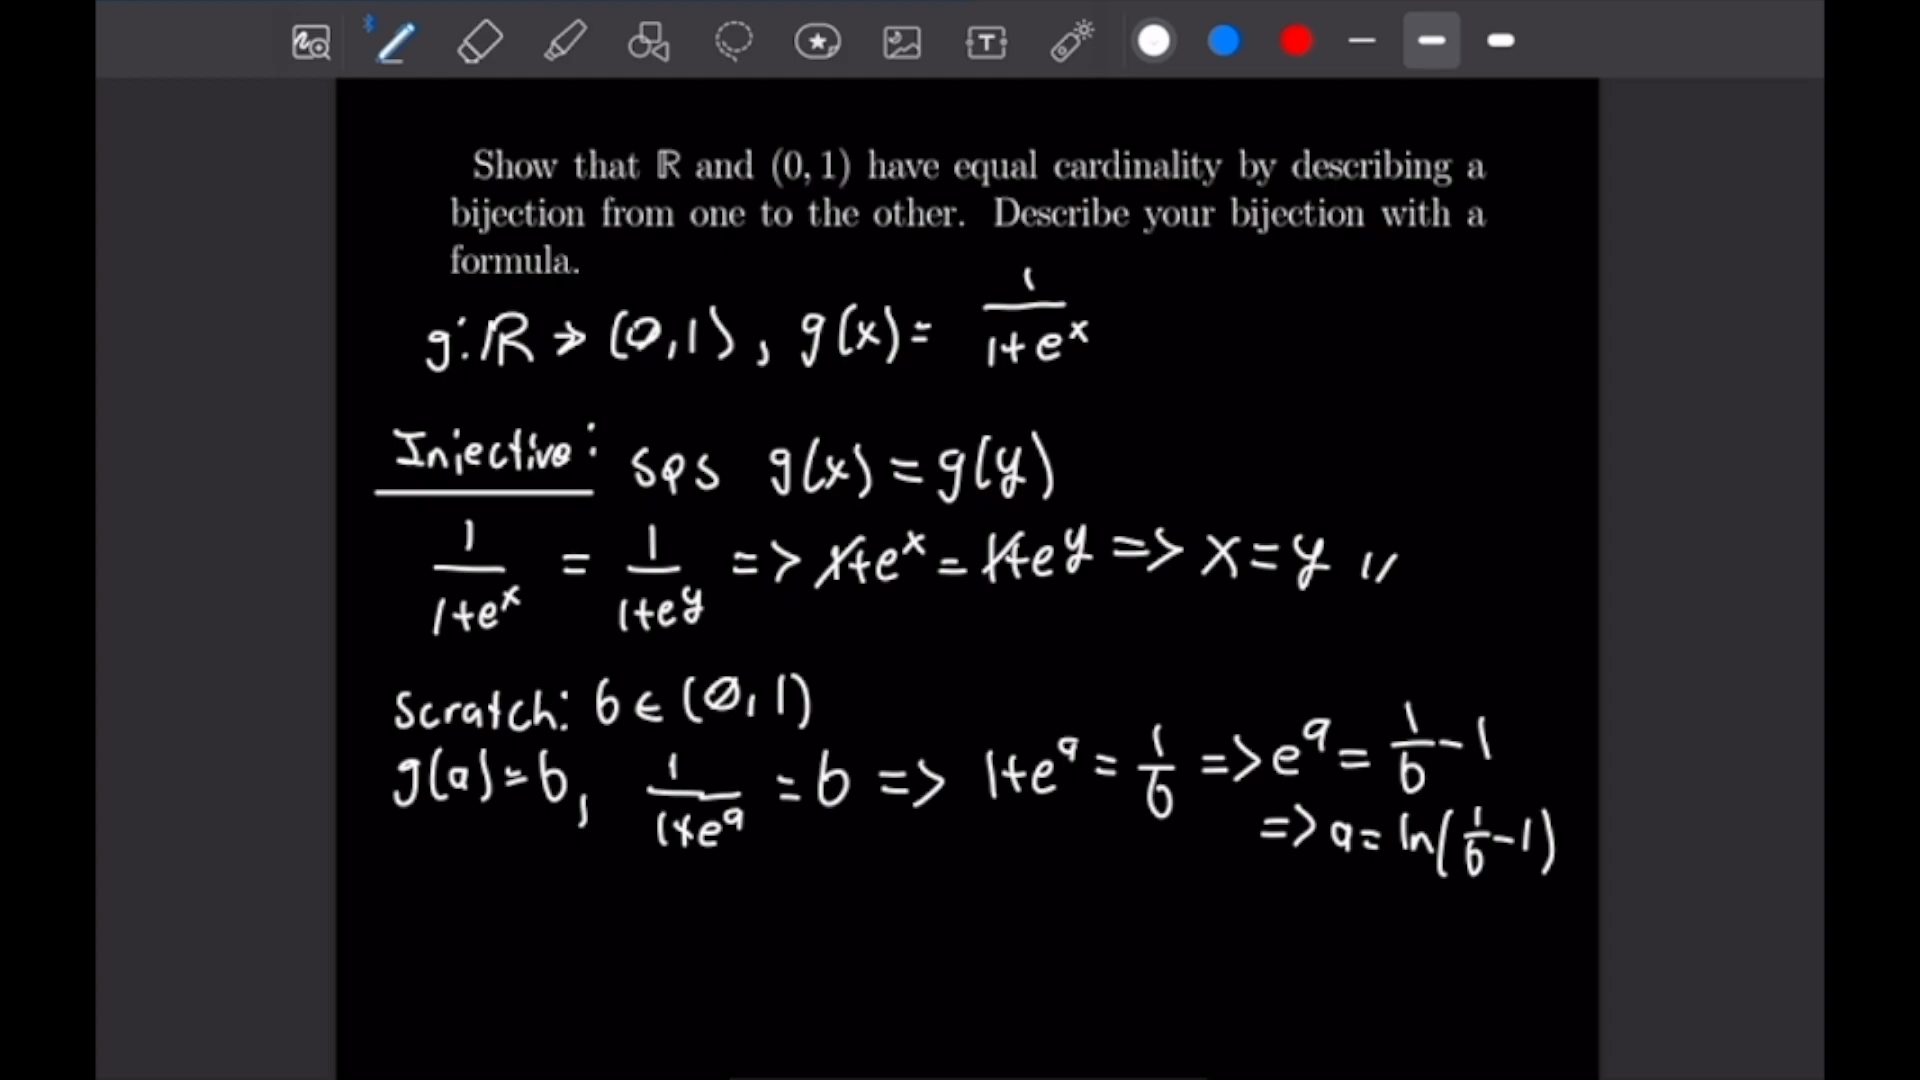 Show that ℝ and (0, 1) have equal cardinality by describing a
bijection from one to the other. Describe your bijection with a
formula.
g: ℝ → (0,1), g(x) = 1/(1+e^x)
Injective: sps g(x) = g(y)
1/(1+e^x) = 1/(1+e^y) => 1+e^x = 1+e^y => x = y //
Scratch: b ∈ (0,1)
g(a) = b, 1/(1+e^a) = b => 1+e^a = 1/b => e^a = 1/b - 1
=> a = ln(1/b - 1)